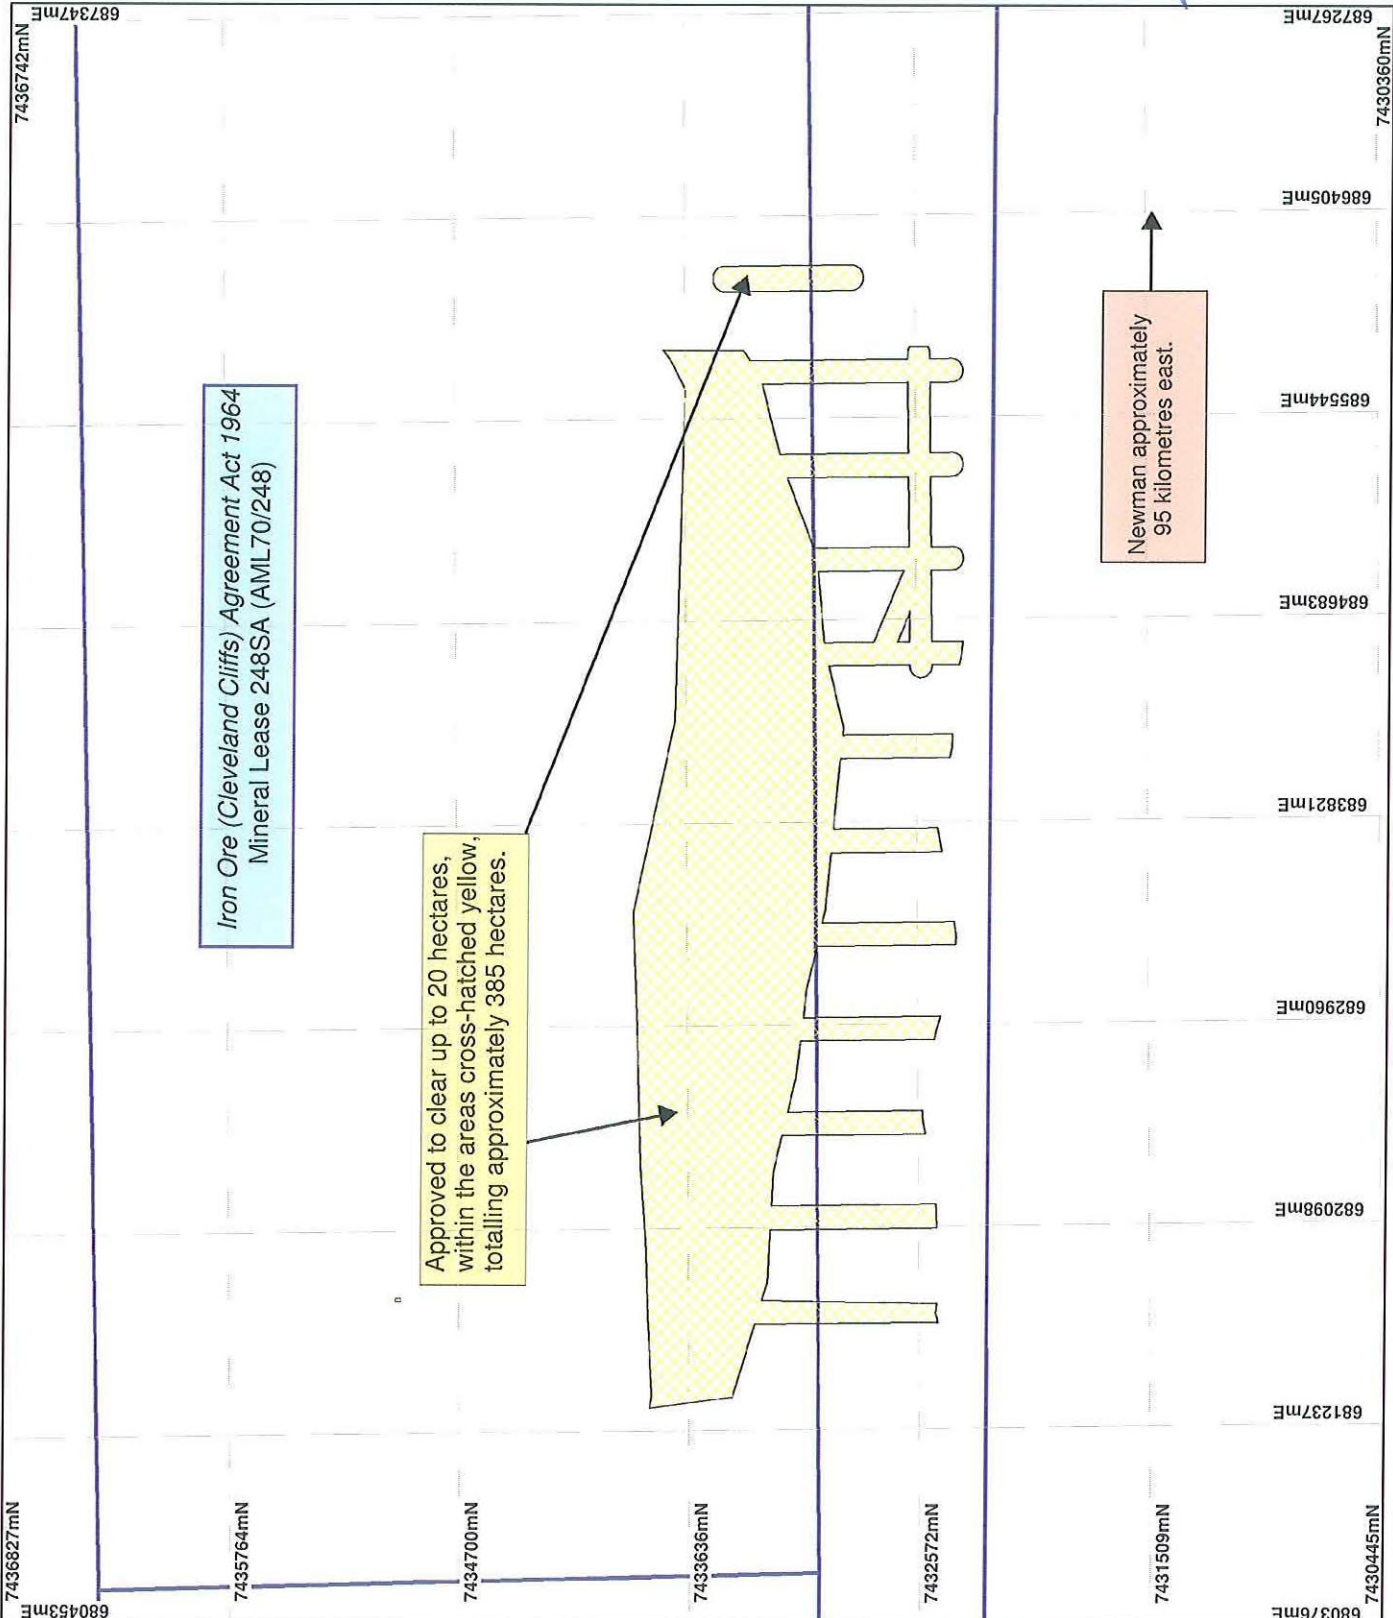 7436827mN
680453mE
7436742mN
687347mE
Iron Ore (Cleveland Cliffs) Agreement Act 1964
Mineral Lease 248SA (AML70/248)
7435764mN
Approved to clear up to 20 hectares,
within the areas cross-hatched yellow,
totalling approximately 385 hectares.
7434700mN
7433636mN
7432572mN
Newman approximately
95 kilometres east.
7431509mN
7430445mN
680376mE
681237mE
682098mE
682960mE
683821mE
684683mE
685544mE
686405mE
687267mE
7430360mN